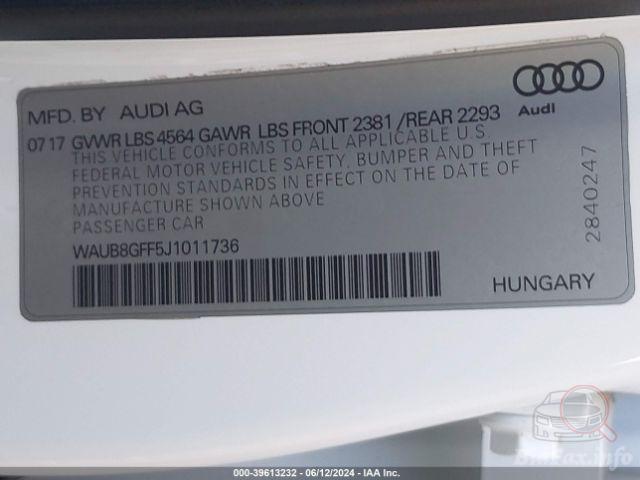 MFD. BY AUDI AG
Audi
07 17 GVWR LBS 4564 GAWR LBS FRONT 2381 /REAR 2293
THIS VEHICLE CONFORMS TO ALL APPLICABLE U.S.
FEDERAL MOTOR VEHICLE SAFETY, BUMPER AND THEFT
PREVENTION STANDARDS IN EFFECT ON THE DATE OF
MANUFACTURE SHOWN ABOVE
PASSENGER CAR
WAUB8GFF5J1011736
HUNGARY
2840247
BidFax.info
000-39613232 - 06/12/2024 - IAA Inc.